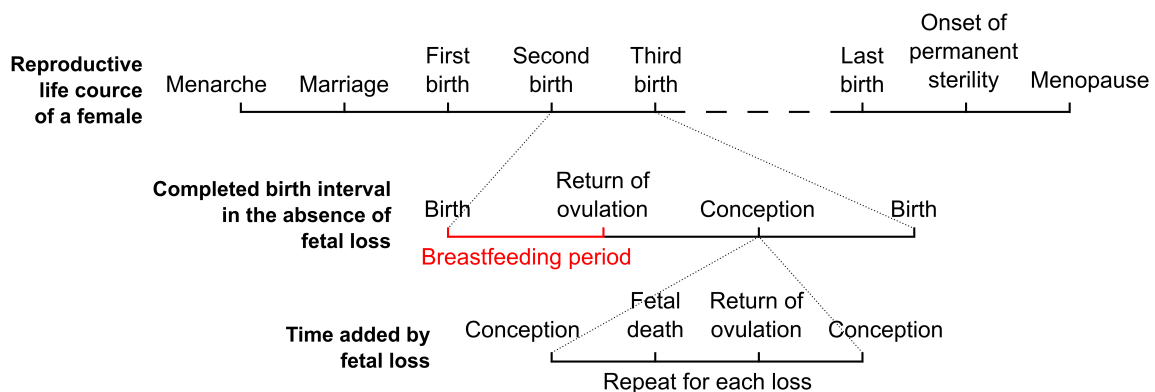 Reproductive
life cource
of a female
Menarche
Marriage
First
birth
Second
birth
Third
birth
Last
birth
Onset of
permanent
sterility
Menopause
Completed birth interval
in the absence of
fetal loss
Birth
Return of
ovulation
Conception
Birth
Breastfeeding period
Time added by
fetal loss
Conception
Fetal
death
Return of
ovulation
Conception
Repeat for each loss